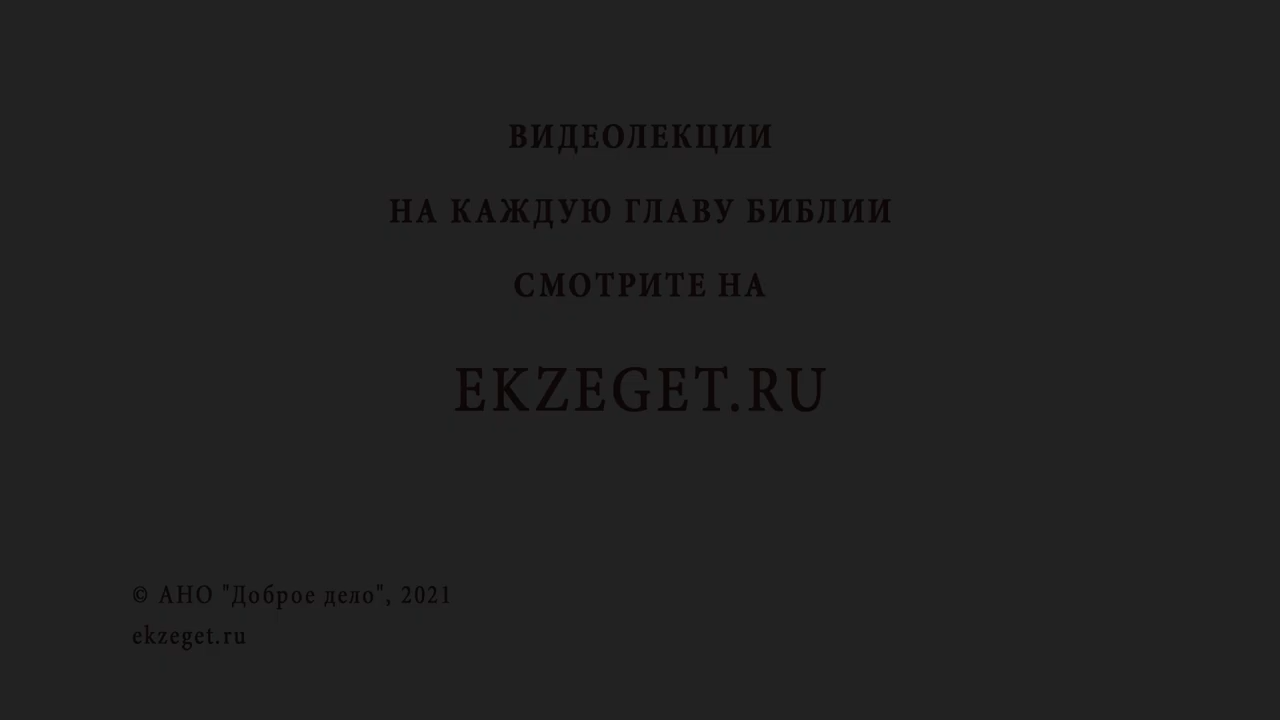 ВИДЕОЛЕКЦИИ
НА КАЖДУЮ ГЛАВУ БИБЛИИ
СМОТРИТЕ НА
EKZEGET.RU
© АНО "Доброе дело", 2021
ekzeget.ru